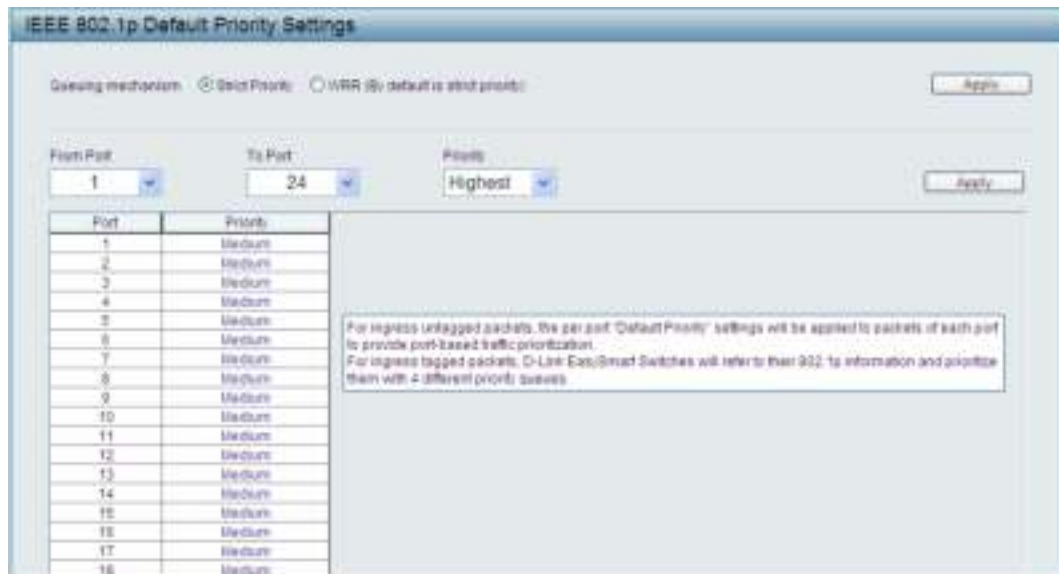 IEEE 802.1p Default Priority Settings
Queuing mechanism Strict Priority WRR (By default is strict priority) Apply
From Port To Port Priority
1 24 Highest Apply
Port Priority
1 Medium
2 Medium
3 Medium
4 Medium
5 Medium
6 Medium
7 Medium
8 Medium
9 Medium
10 Medium
11 Medium
12 Medium
13 Medium
14 Medium
15 Medium
16 Medium
17 Medium
18 Medium
For ingress untagged packets, the per port "Default Priority" settings will be applied to packets of each port
to provide port-based traffic prioritization.
For ingress tagged packets, D-Link Easy Smart Switches will refer to their 802.1p information and prioritize
them with 4 different priority queues.